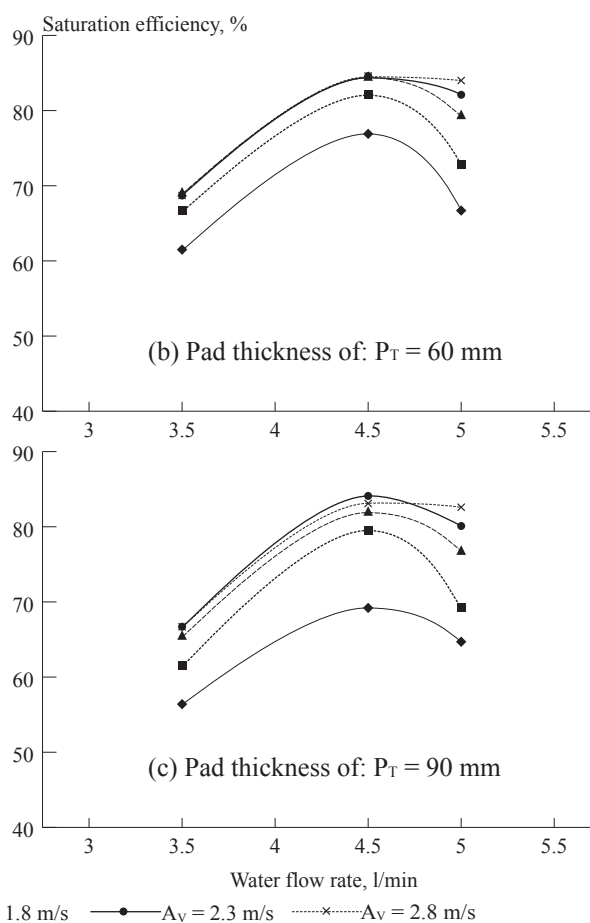 Saturation efficiency, %
90
80
70
60
50
(b) Pad thickness of: PT = 60 mm
40
3 3.5 4 4.5 5 5.5
90
80
70
60
50
(c) Pad thickness of: PT = 90 mm
40
3 3.5 4 4.5 5 5.5
Water flow rate, l/min
1.8 m/s AV = 2.3 m/s AV = 2.8 m/s